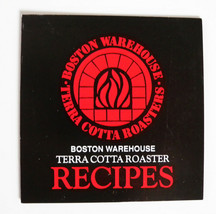 · BOSTON WAREHOUSE ·
TERRA COTTA ROASTERS
BOSTON WAREHOUSE
TERRA COTTA ROASTER
RECIPES